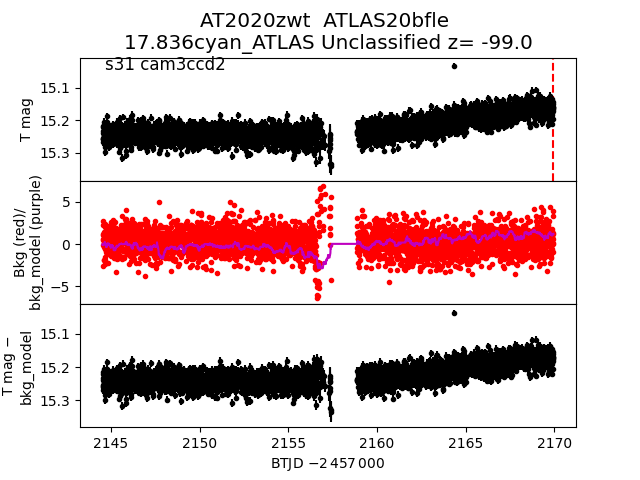 AT2020zwt  ATLAS20bfle
17.836cyan_ATLAS Unclassified z= -99.0
s31 cam3ccd2
T mag
15.1
15.2
15.3
Bkg (red)/
bkg_model (purple)
5
0
−5
T mag −
bkg_model
15.1
15.2
15.3
2145 2150 2155 2160 2165 2170
BTJD −2 457 000